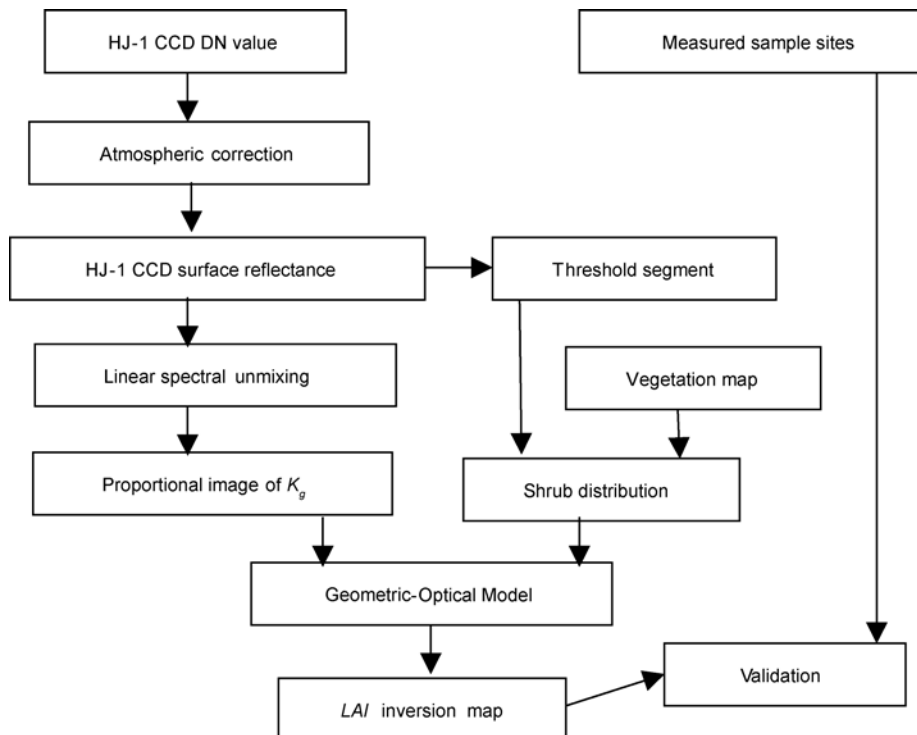 HJ-1 CCD DN value
Measured sample sites
Atmospheric correction
HJ-1 CCD surface reflectance
Threshold segment
Linear spectral unmixing
Vegetation map
Proportional image of Kg
Shrub distribution
Geometric-Optical Model
Validation
LAI inversion map